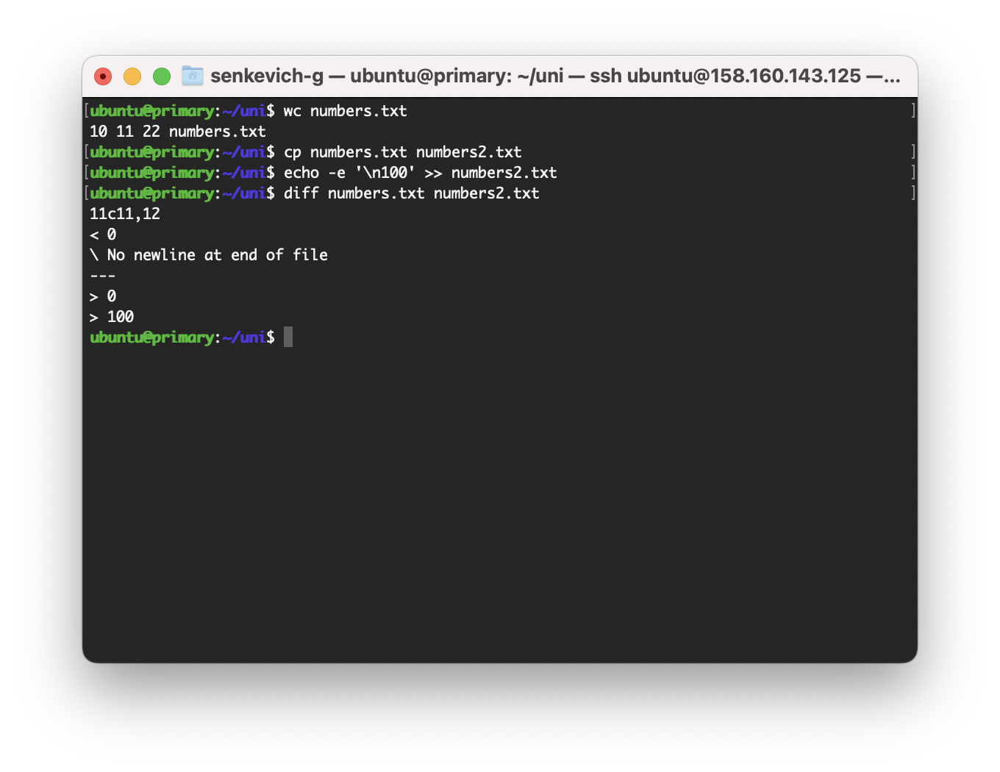 senkevich-g — ubuntu@primary: ~/uni — ssh ubuntu@158.160.143.125 —...
[ubuntu@primary:~/uni$ wc numbers.txt ]
10 11 22 numbers.txt
[ubuntu@primary:~/uni$ cp numbers.txt numbers2.txt ]
[ubuntu@primary:~/uni$ echo -e '\n100' >> numbers2.txt ]
[ubuntu@primary:~/uni$ diff numbers.txt numbers2.txt ]
11c11,12
< 0
\ No newline at end of file
---
> 0
> 100
ubuntu@primary:~/uni$